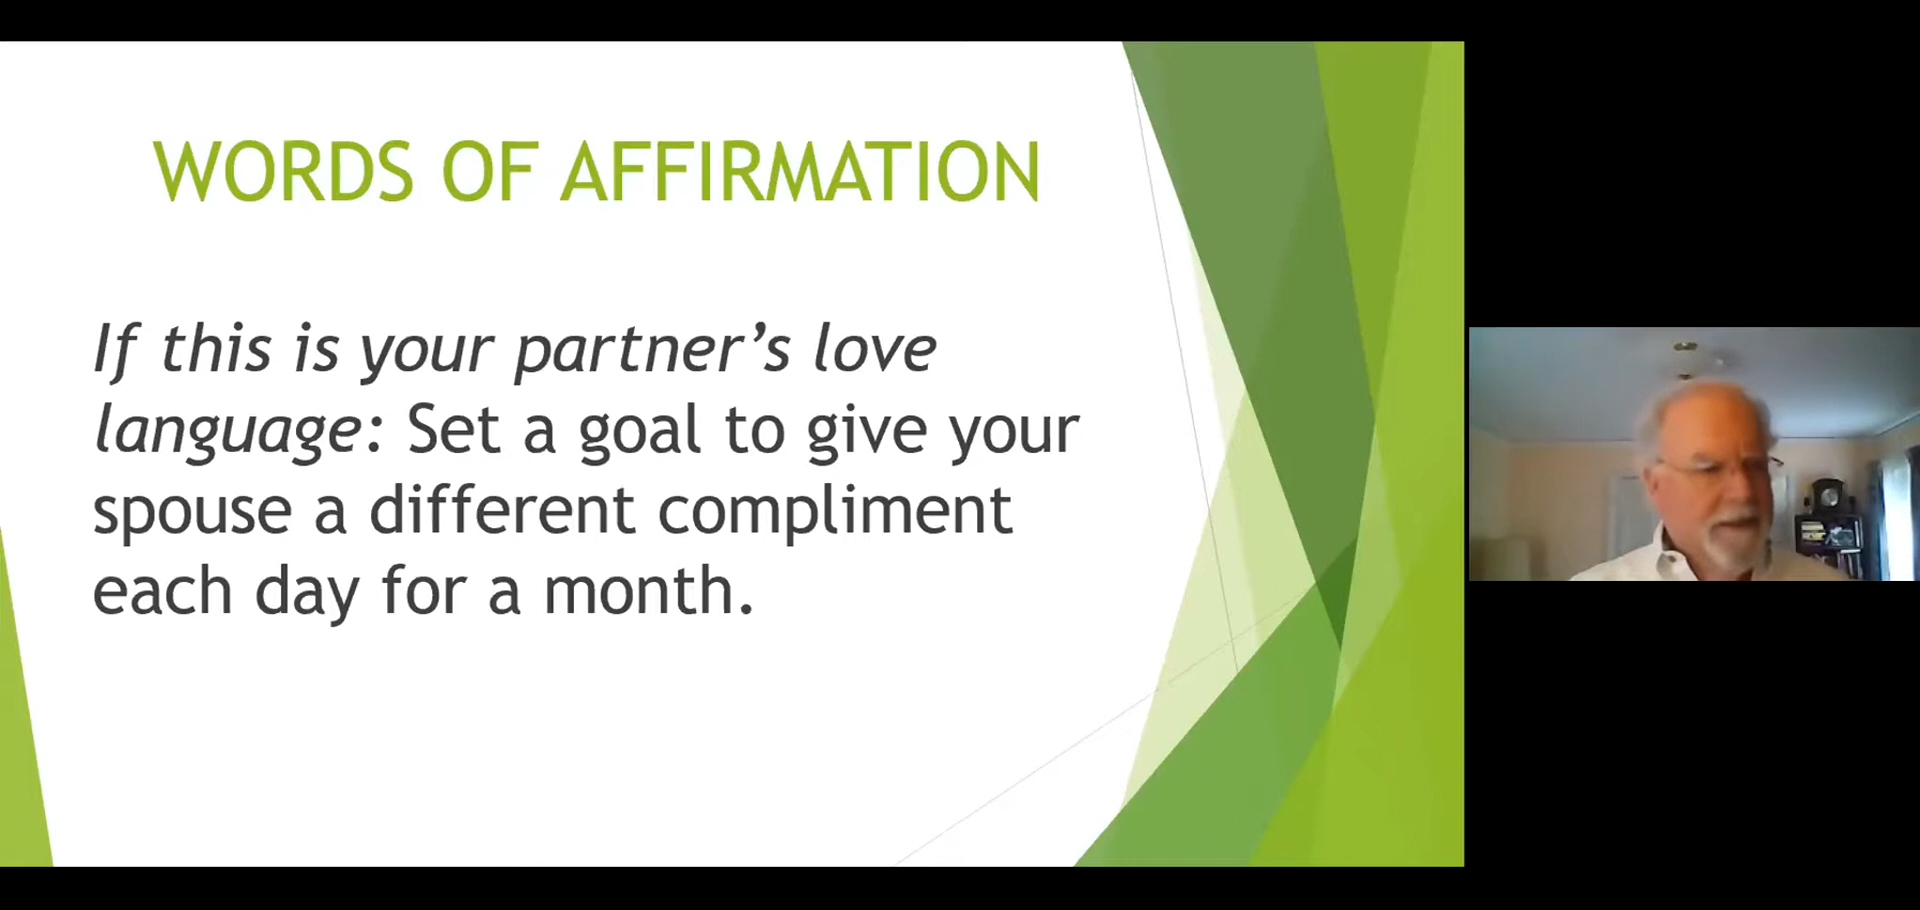 WORDS OF AFFIRMATION
If this is your partner’s love
language: Set a goal to give your
spouse a different compliment
each day for a month.